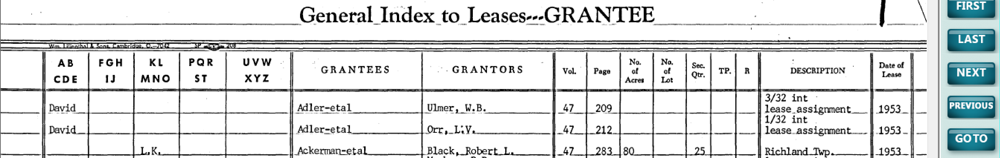 General Index to Leases---GRANTEE
FIRST
LAST
NEXT
PREVIOUS
GO TO
Wm. Lilienthal & Sons, Cambridge, O.—7042 SP 208
AB CDE FGH IJ KL MNO PQR ST UVW XYZ GRANTEES GRANTORS Vol. Page No. of Acres No. of Lot Sec. Qtr. TP. R DESCRIPTION Date of Lease
3/32 int
David Adler-etal Ulmer, W.B. 47 209 lease assignment 1953
1/32 int
David Adler-etal Orr, L.V. 47 212 lease assignment 1953
L.K. Ackerman-etal Black, Robert L. 47 283 80 25 Richland Twp. 1953